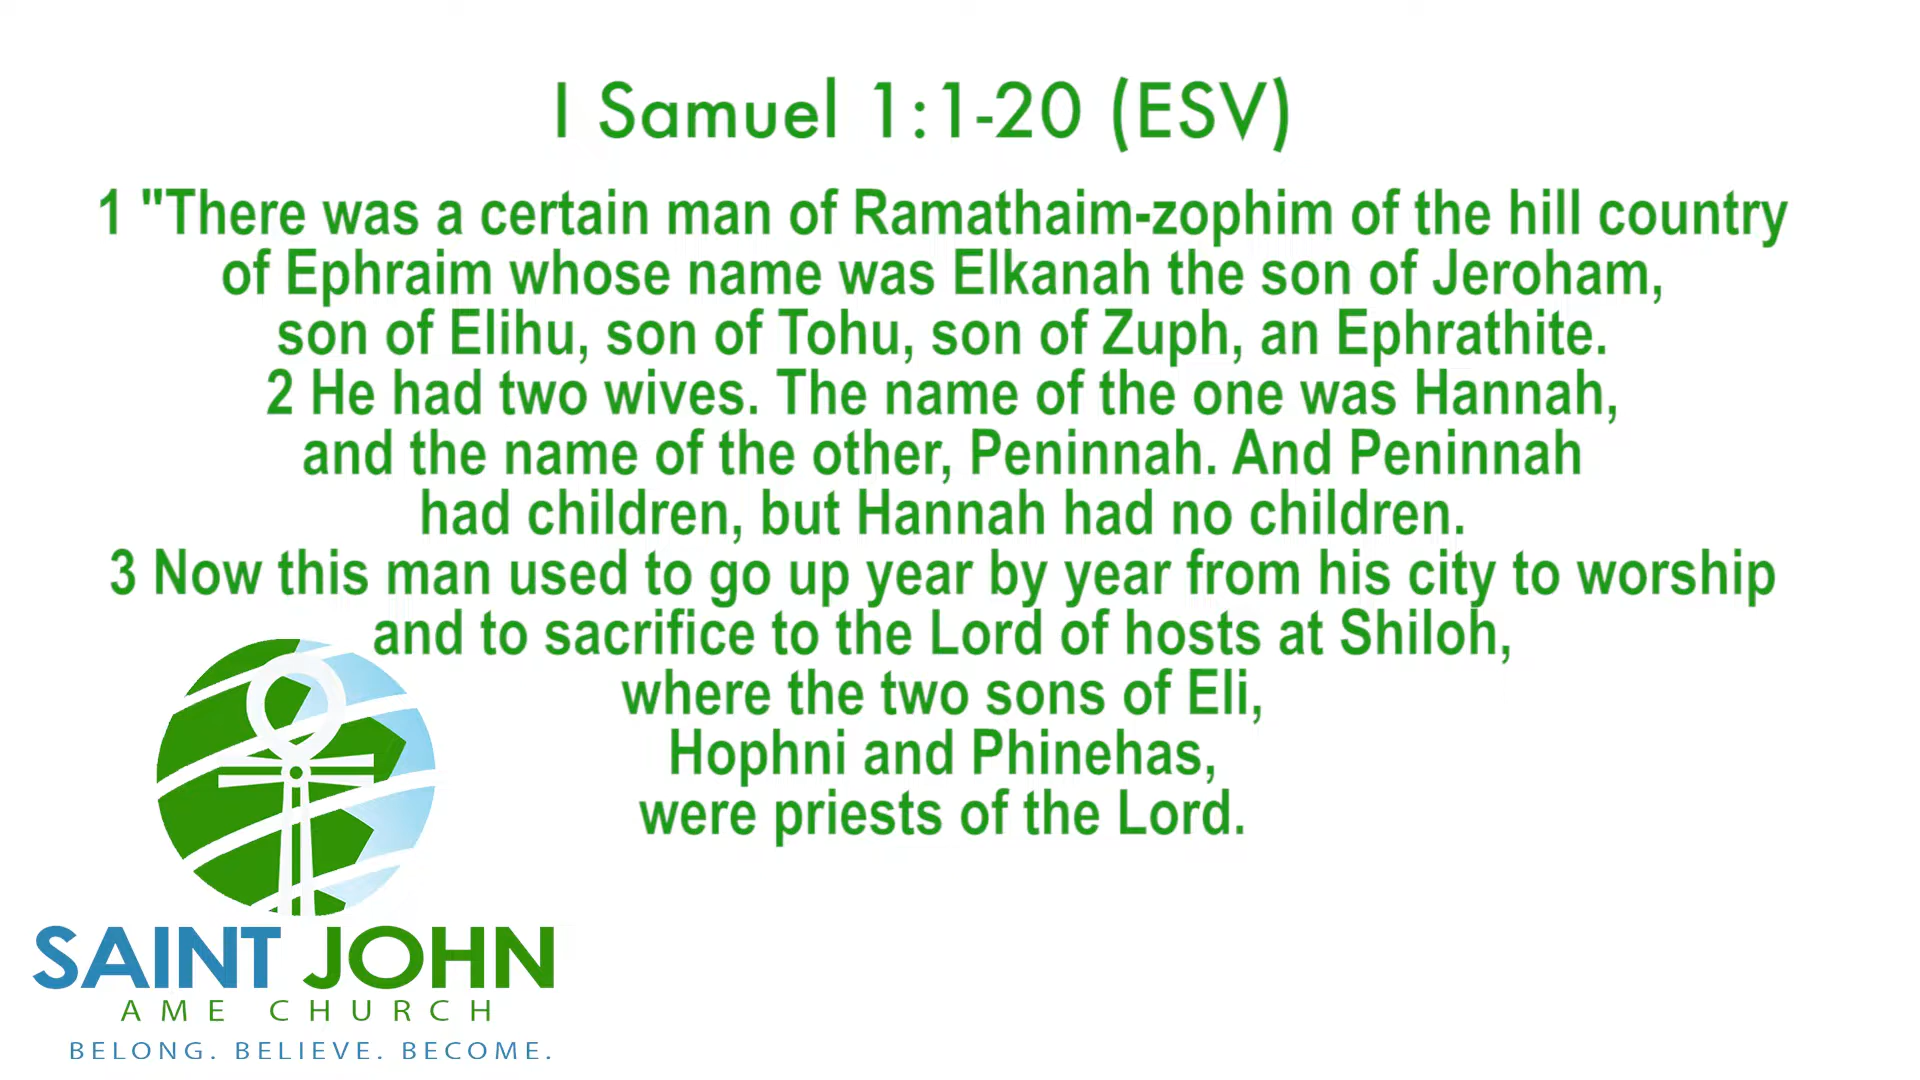 I Samuel 1:1-20 (ESV)
1 "There was a certain man of Ramathaim-zophim of the hill country
of Ephraim whose name was Elkanah the son of Jeroham,
son of Elihu, son of Tohu, son of Zuph, an Ephrathite.
2 He had two wives. The name of the one was Hannah,
and the name of the other, Peninnah. And Peninnah
had children, but Hannah had no children.
3 Now this man used to go up year by year from his city to worship
and to sacrifice to the Lord of hosts at Shiloh,
where the two sons of Eli,
Hophni and Phinehas,
were priests of the Lord.
SAINT JOHN
AME CHURCH
BELONG. BELIEVE. BECOME.